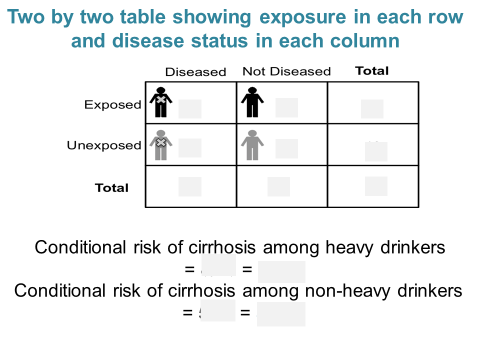 Two by two table showing exposure in each row
and disease status in each column
Diseased Not Diseased Total
Exposed
Unexposed
Total
Conditional risk of cirrhosis among heavy drinkers
= =
Conditional risk of cirrhosis among non-heavy drinkers
= =